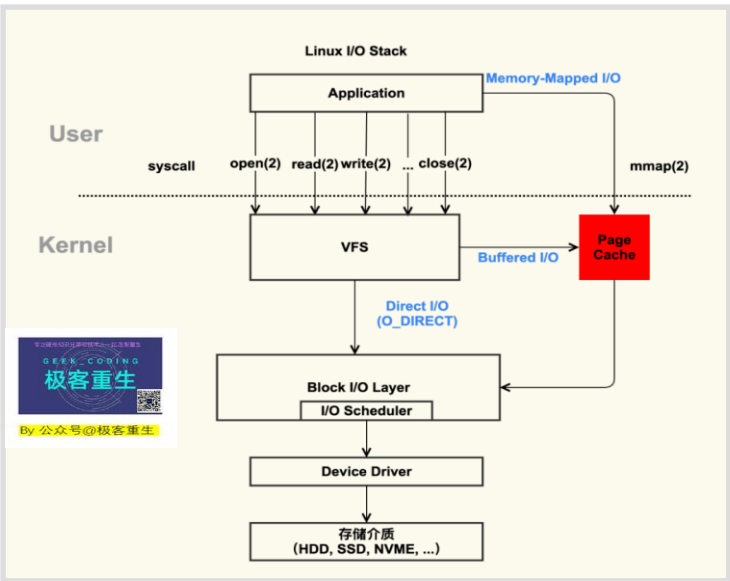 Linux I/O Stack
Memory-Mapped I/O
Application
User
syscall
open(2)
read(2)
write(2)
...
close(2)
mmap(2)
Kernel
VFS
Buffered I/O
Page
Cache
Direct I/O
(O_DIRECT)
GEEK_CODING
极客重生
By 公众号@极客重生
Block I/O Layer
I/O Scheduler
Device Driver
存储介质
(HDD, SSD, NVME, ...)